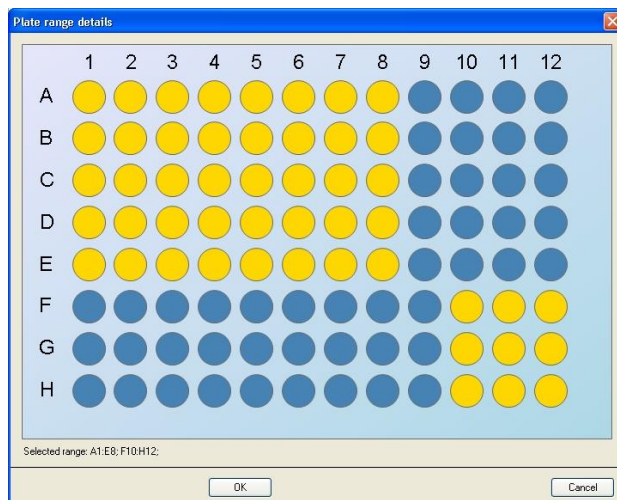 Plate range details
1 2 3 4 5 6 7 8 9 10 11 12
A
B
C
D
E
F
G
H
Selected range: A1:E8; F10:H12;
OK Cancel